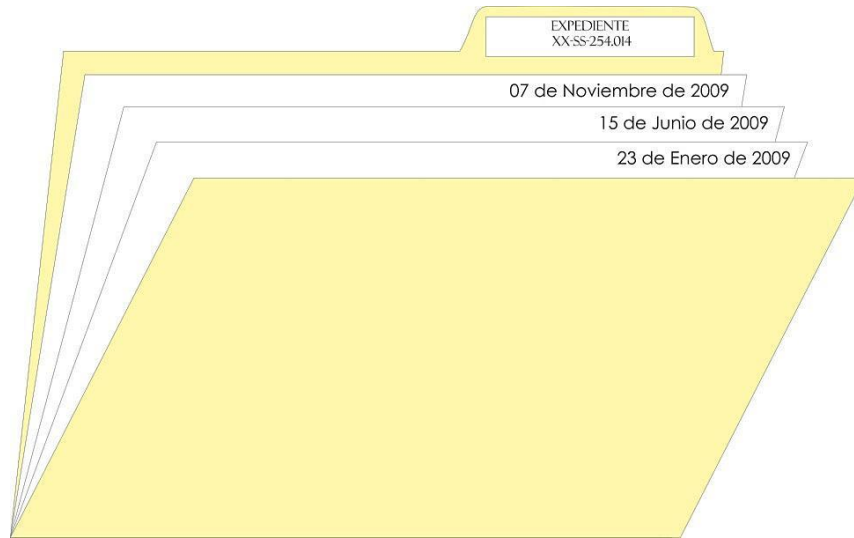 EXPEDIENTE
XX-SS-254.014
07 de Noviembre de 2009
15 de Junio de 2009
23 de Enero de 2009